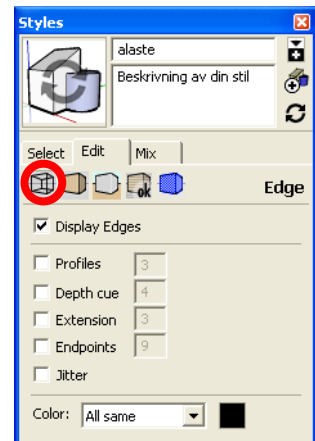 Styles
alaste
Beskrivning av din stil
Select Edit Mix
ok
Edge
Display Edges
Profiles 3
Depth cue 4
Extension 3
Endpoints 9
Jitter
Color: All same